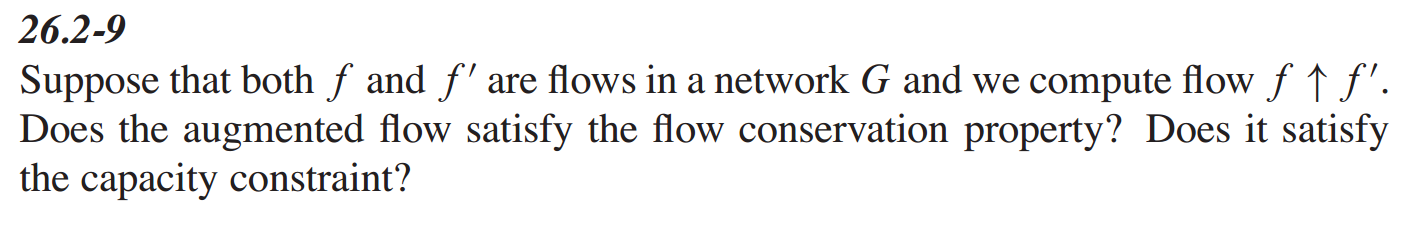 26.2-9
Suppose that both f and f′ are flows in a network G and we compute flow f ↑ f′.
Does the augmented flow satisfy the flow conservation property? Does it satisfy
the capacity constraint?